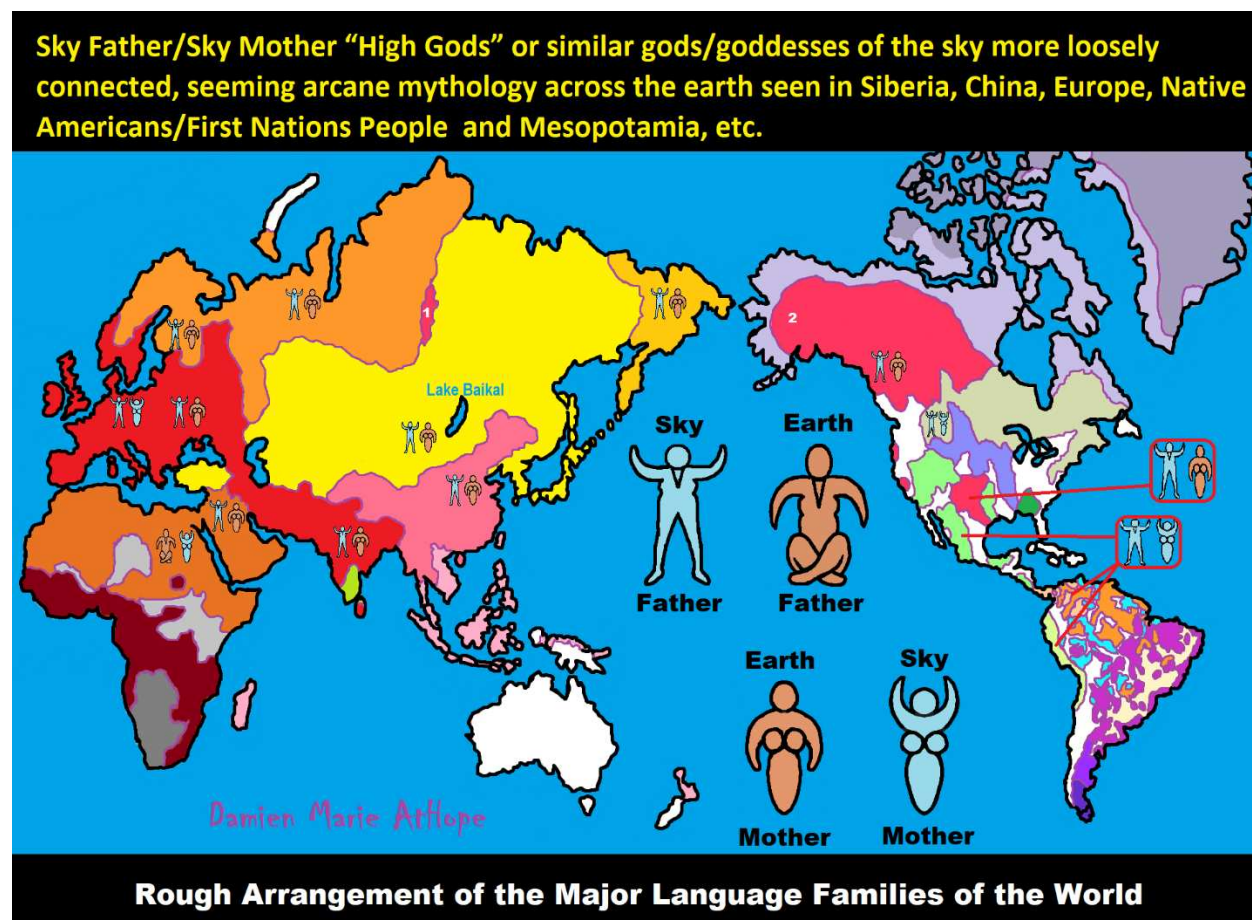 Sky Father/Sky Mother “High Gods” or similar gods/goddesses of the sky more loosely
connected, seeming arcane mythology across the earth seen in Siberia, China, Europe, Native
Americans/First Nations People and Mesopotamia, etc.
1
2
Lake Baikal
Sky
Earth
Father
Father
Earth
Sky
Mother
Mother
Damien Marie AtHope
Rough Arrangement of the Major Language Families of the World